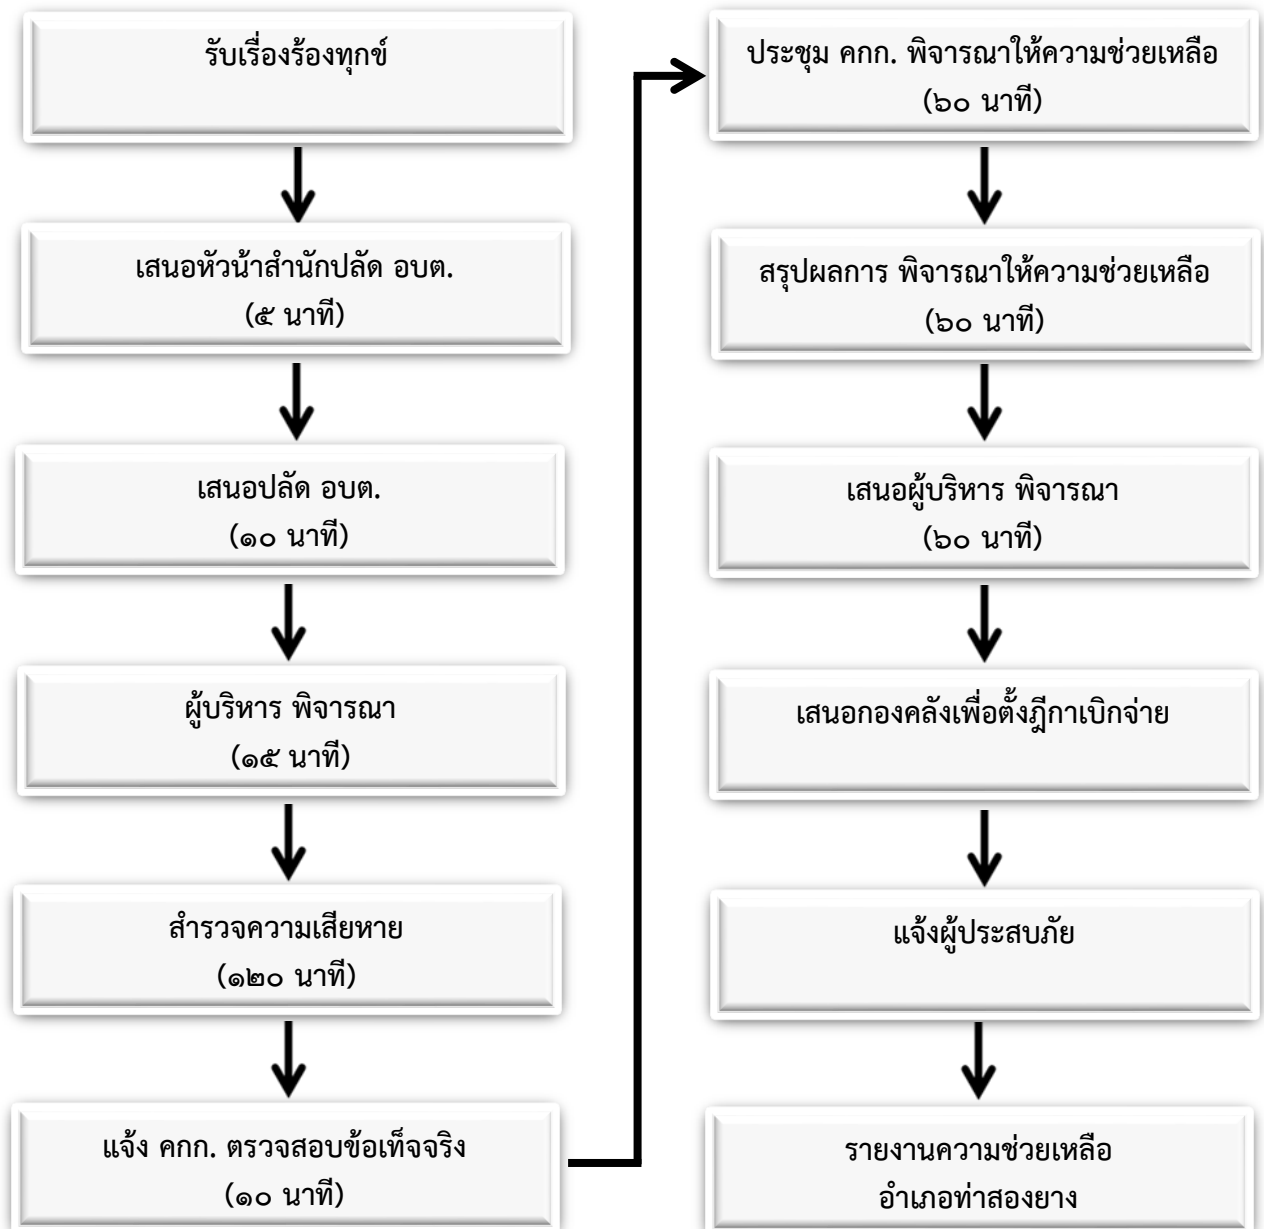 รับเรื่องร้องทุกข์
เสนอหัวน้าสำนักปลัด อบต.
(๕ นาที)
เสนอปลัด อบต.
(๑๐ นาที)
ผู้บริหาร พิจารณา
(๑๕ นาที)
สำรวจความเสียหาย
(๑๒๐ นาที)
แจ้ง คกก. ตรวจสอบข้อเท็จจริง
(๑๐ นาที)
ประชุม คกก. พิจารณาให้ความช่วยเหลือ
(๖๐ นาที)
สรุปผลการ พิจารณาให้ความช่วยเหลือ
(๖๐ นาที)
เสนอผู้บริหาร พิจารณา
(๖๐ นาที)
เสนอกองคลังเพื่อตั้งฎีกาเบิกจ่าย
แจ้งผู้ประสบภัย
รายงานความช่วยเหลือ
อำเภอท่าสองยาง